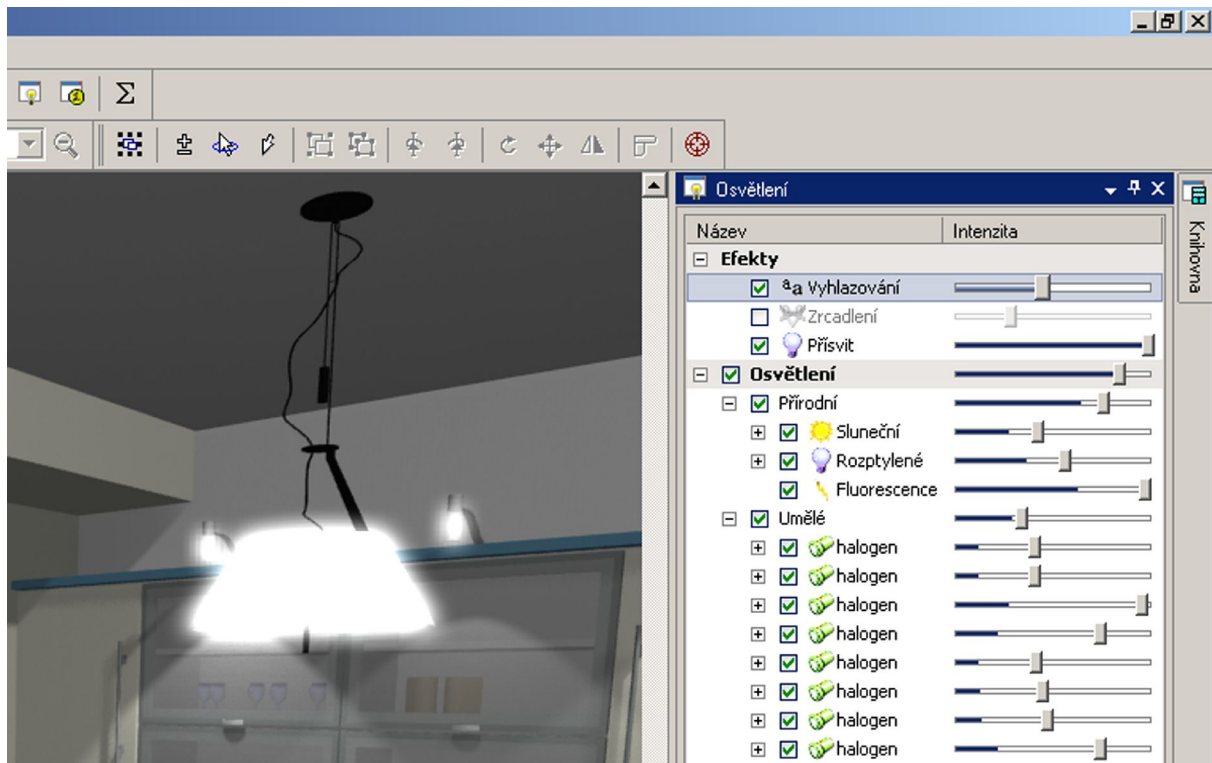 Σ
Osvětlení
Knihovna
Název Intenzita
Efekty
ªa Vyhlazování
Zrcadlení
Přísvit
Osvětlení
Přírodní
Sluneční
Rozptylené
Fluorescence
Umělé
halogen
halogen
halogen
halogen
halogen
halogen
halogen
halogen